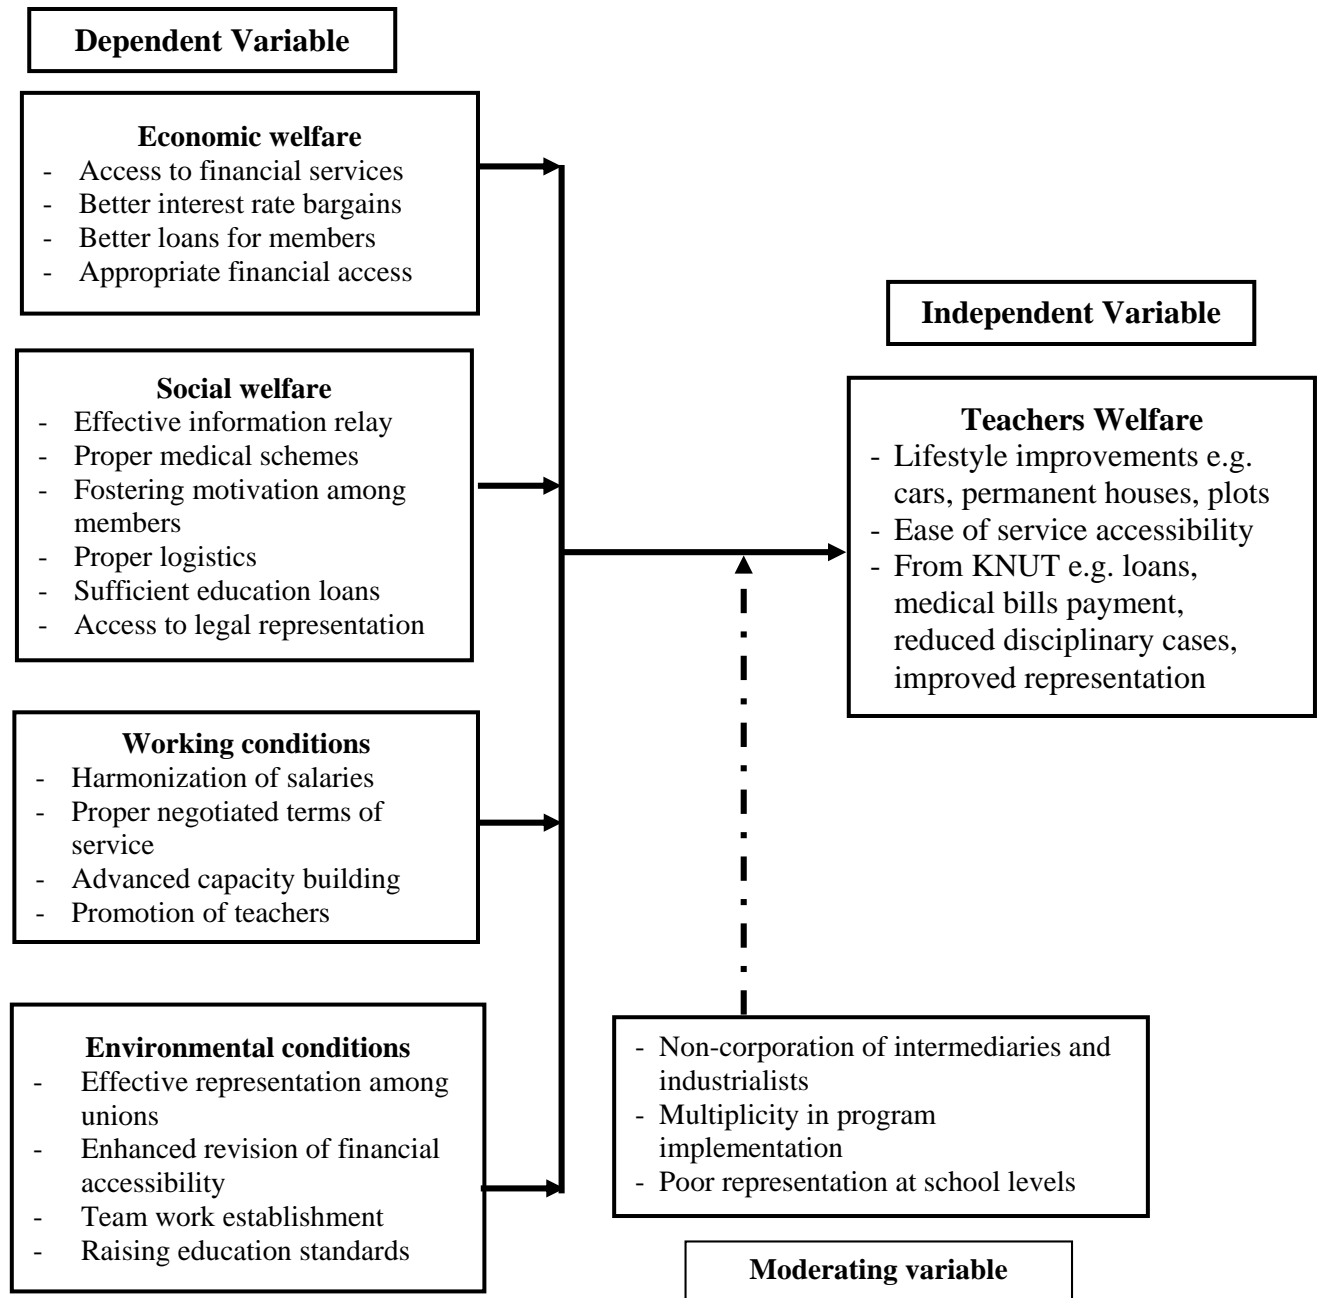 Dependent Variable
Economic welfare
- Access to financial services
- Better interest rate bargains
- Better loans for members
- Appropriate financial access
Social welfare
- Effective information relay
- Proper medical schemes
- Fostering motivation among
members
- Proper logistics
- Sufficient education loans
- Access to legal representation
Working conditions
- Harmonization of salaries
- Proper negotiated terms of
service
- Advanced capacity building
- Promotion of teachers
Environmental conditions
- Effective representation among
unions
- Enhanced revision of financial
accessibility
- Team work establishment
- Raising education standards
Independent Variable
Teachers Welfare
- Lifestyle improvements e.g.
cars, permanent houses, plots
- Ease of service accessibility
- From KNUT e.g. loans,
medical bills payment,
reduced disciplinary cases,
improved representation
- Non-corporation of intermediaries and
industrialists
- Multiplicity in program
implementation
- Poor representation at school levels
Moderating variable